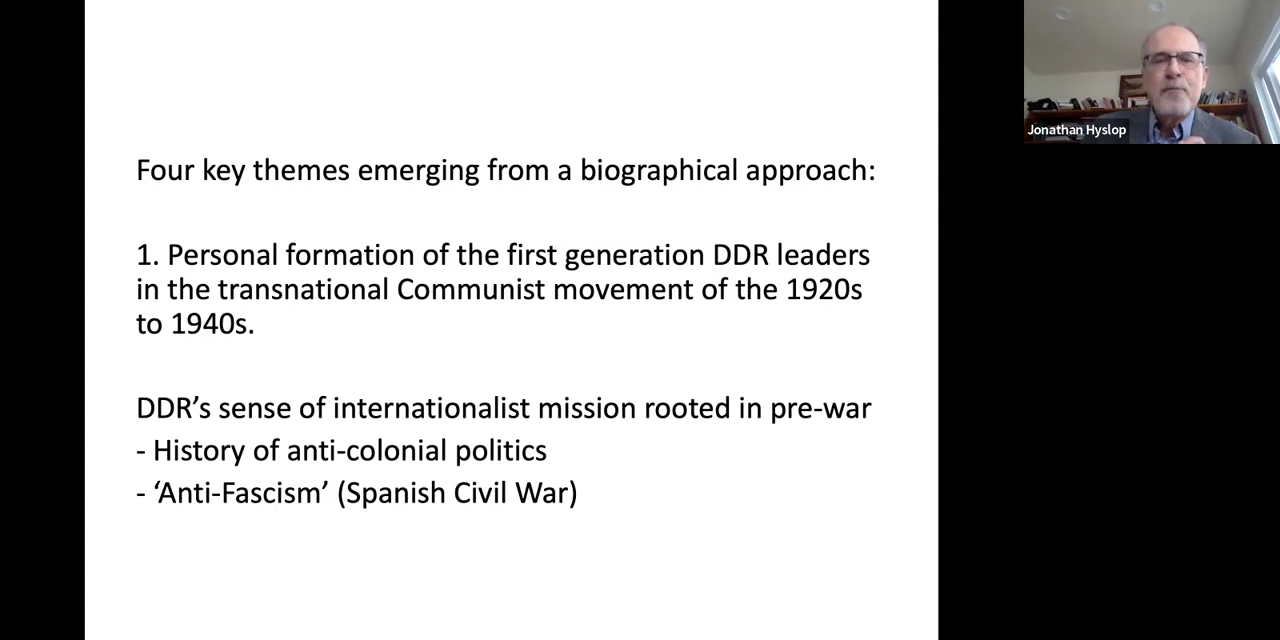 Four key themes emerging from a biographical approach:
1. Personal formation of the first generation DDR leaders
in the transnational Communist movement of the 1920s
to 1940s.
DDR’s sense of internationalist mission rooted in pre-war
- History of anti-colonial politics
- ‘Anti-Fascism’ (Spanish Civil War)
Jonathan Hyslop